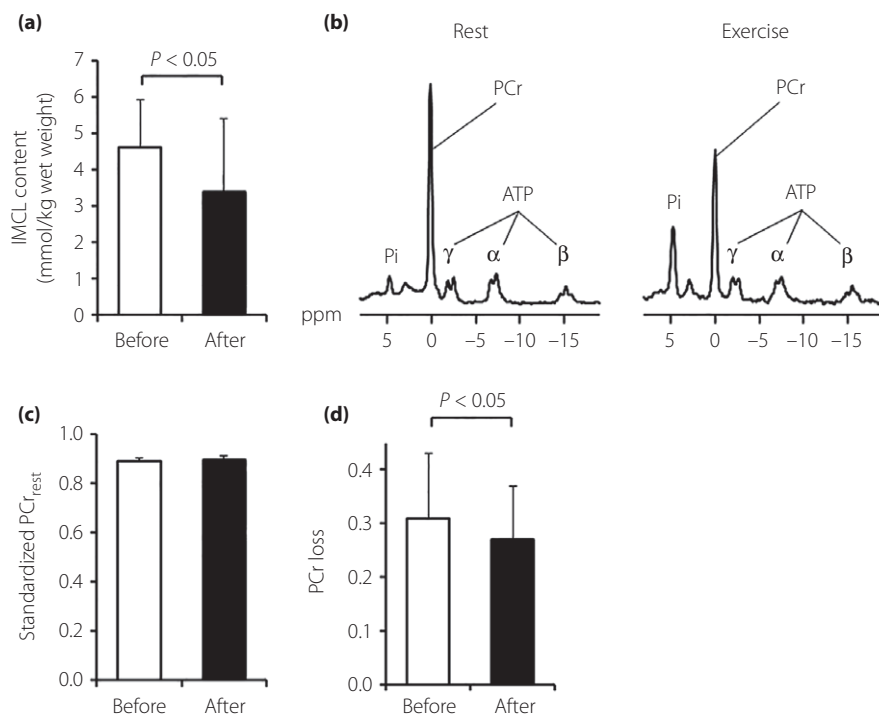 (a)
P < 0.05
IMCL content
(mmol/kg wet weight)
7
6
5
4
3
2
1
0
Before After
(b)
Rest Exercise
PCr
ATP
Pi
γ α β
ppm
5 0 −5 −10 −15
PCr
ATP
Pi
γ α β
5 0 −5 −10 −15
(c)
Standardized PCrrest
1.0
0.8
0.6
0.4
0.2
0.0
Before After
(d)
P < 0.05
PCr loss
0.4
0.3
0.2
0.1
0.0
Before After